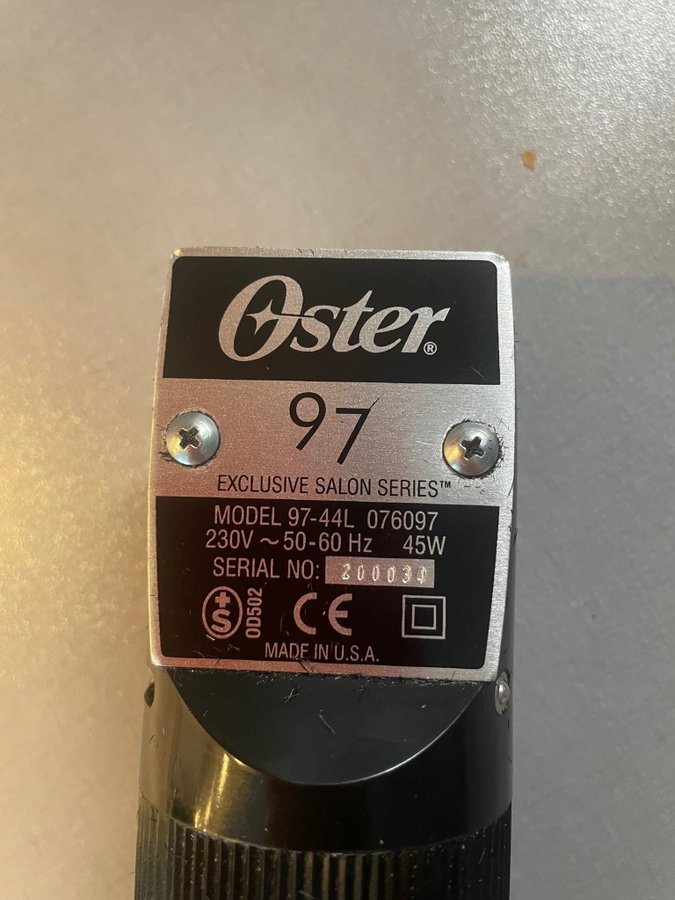 Oster®
97
EXCLUSIVE SALON SERIES™
MODEL 97-44L 076097
230V ~ 50-60 Hz 45W
SERIAL NO: 200034
+S
OD502
CE
MADE IN U.S.A.